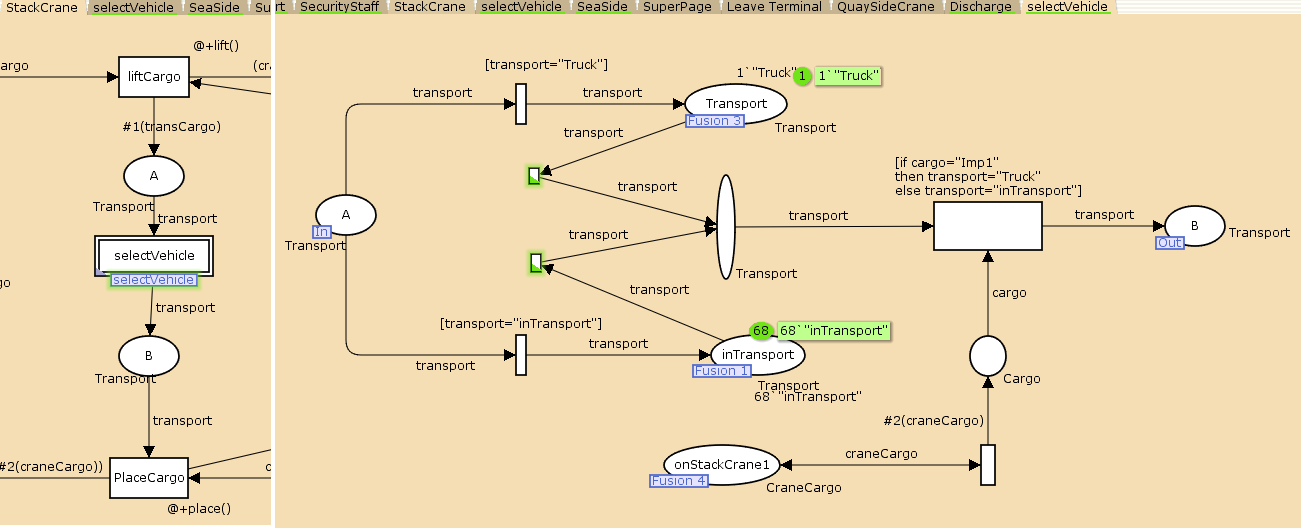 StackCrane
selectVehicle
SeaSide
Su
argo
@+lift()
liftCargo
(cra
#1(transCargo)
A
Transport
transport
selectVehicle
selectVehicle
go
transport
B
Transport
transport
#2(craneCargo))
PlaceCargo
c
@+place()
rt
SecurityStaff
StackCrane
selectVehicle
SeaSide
SuperPage
Leave Terminal
QuaySideCrane
Discharge
selectVehicle
[transport="Truck"]
1`"Truck"
1
1`"Truck"
transport
transport
Transport
Fusion 3
Transport
transport
transport
[if cargo="Imp1"
then transport="Truck"
else transport="inTransport"]
A
In
Transport
transport
transport
B
Out
Transport
transport
Transport
transport
cargo
[transport="inTransport"]
68
68`"inTransport"
transport
transport
inTransport
Fusion 1
Transport
68`"inTransport"
Cargo
#2(craneCargo)
onStackCrane1
Fusion 4
craneCargo
CraneCargo